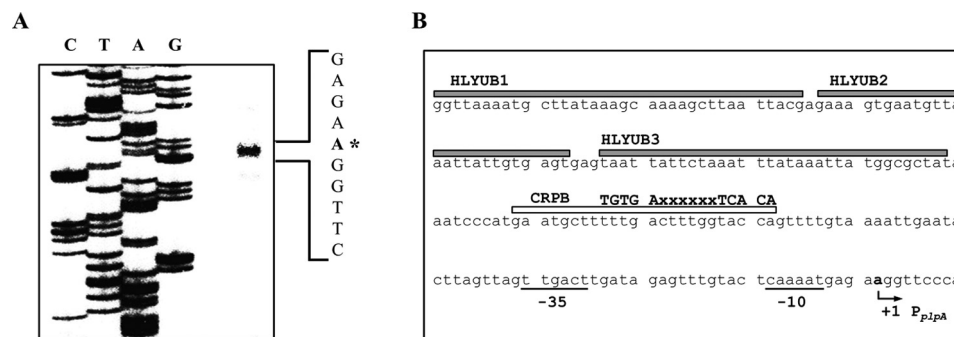 A
C T A G
G
A
G
A
A *
G
G
T
T
C
B
HLYUB1 HLYUB2
ggttaaaatg cttataaagc aaaagcttaa ttacgagaaa gtgaatgtta
HLYUB3
aattattgtg agtgagtaat tattctaaat ttataaatta tggcgctata
CRPB TGTG AxxxxxxTCA CA
aatcccatga atgctttttg actttggtac cagttttgta aaattgaata
cttagttagt ttgacttgata gagtttgtac tcaaaatgag aaggttccca
-35 -10 +1 PplpA